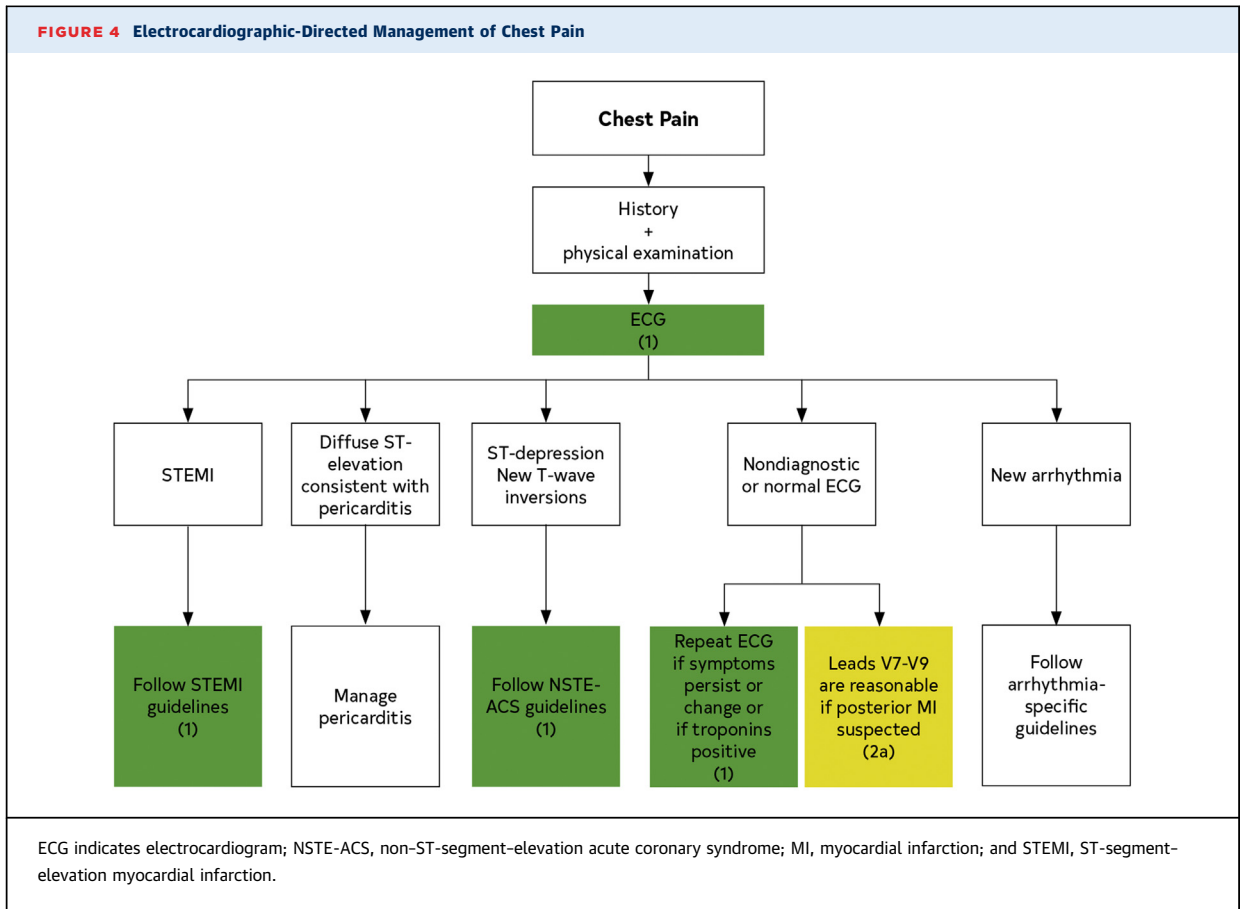 FIGURE 4 Electrocardiographic-Directed Management of Chest Pain
Chest Pain
History
+
physical examination
ECG
(1)
STEMI
Diffuse ST-
elevation
consistent with
pericarditis
ST-depression
New T-wave
inversions
Nondiagnostic
or normal ECG
New arrhythmia
Follow STEMI
guidelines
(1)
Manage
pericarditis
Follow NSTE-
ACS guidelines
(1)
Repeat ECG
if symptoms
persist or
change or
if troponins
positive
(1)
Leads V7-V9
are reasonable
if posterior MI
suspected
(2a)
Follow
arrhythmia-
specific
guidelines
ECG indicates electrocardiogram; NSTE-ACS, non–ST-segment–elevation acute coronary syndrome; MI, myocardial infarction; and STEMI, ST-segment–
elevation myocardial infarction.